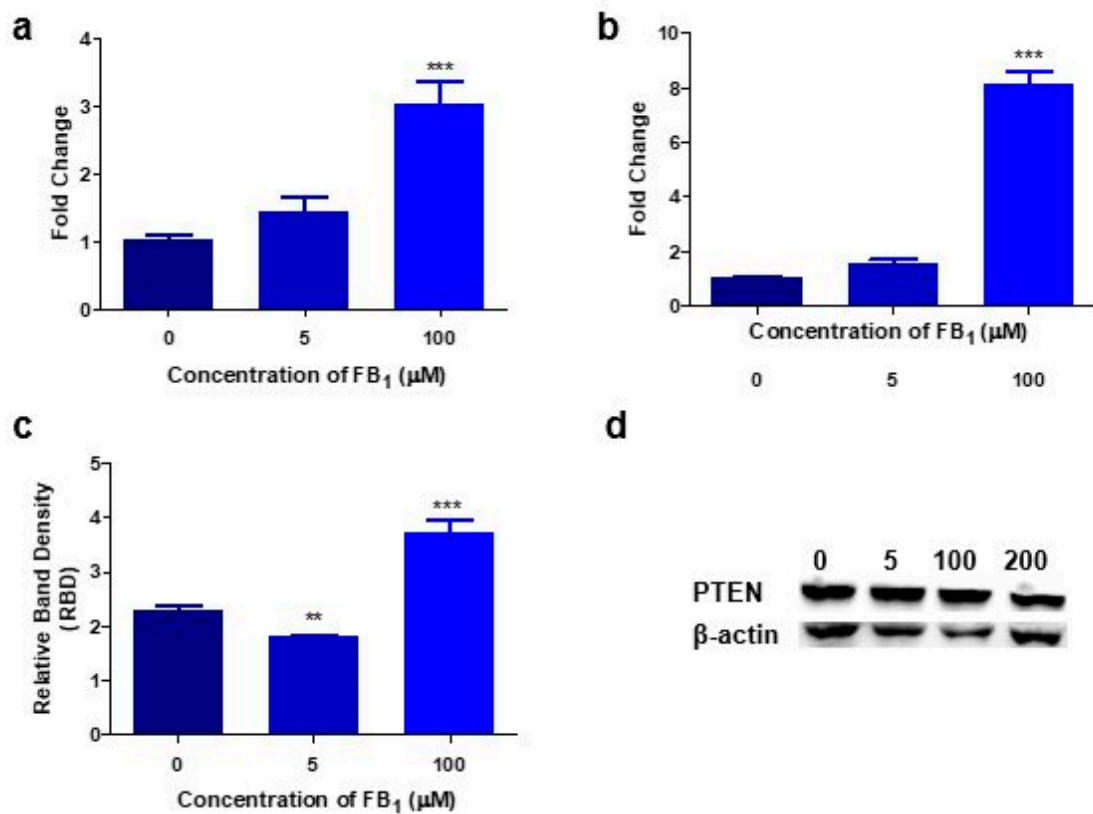 a
4
3
2
1
0
Fold Change
***
0 5 100
Concentration of FB1 (µM)
b
10
8
6
4
2
0
Fold Change
***
Concentration of FB1 (µM)
0 5 100
c
5
4
3
2
1
0
Relative Band Density
(RBD)
**
***
0 5 100
Concentration of FB1 (µM)
d
0 5 100 200
PTEN
β-actin